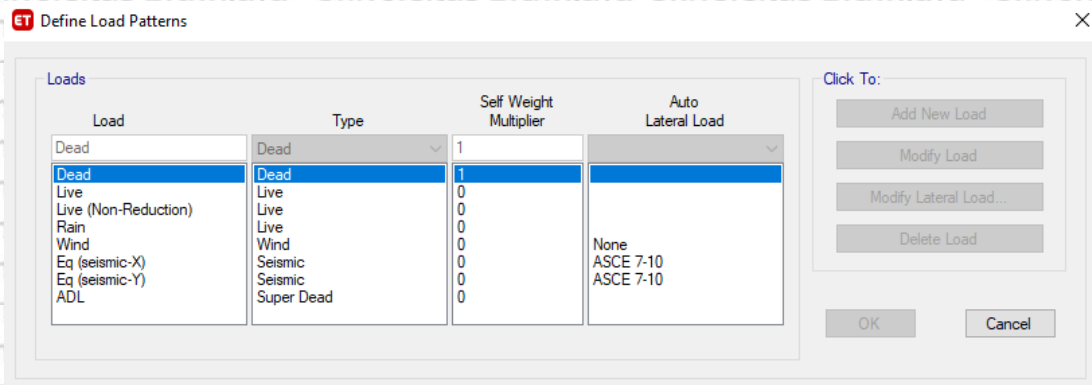 ET Define Load Patterns
Loads
Click To:
Load Type Self Weight Multiplier Auto Lateral Load
Dead Dead 1
Dead Dead 1
Live Live 0
Live (Non-Reduction) Live 0
Rain Live 0
Wind Wind 0 None
Eq (seismic-X) Seismic 0 ASCE 7-10
Eq (seismic-Y) Seismic 0 ASCE 7-10
ADL Super Dead 0
Add New Load
Modify Load
Modify Lateral Load...
Delete Load
OK Cancel